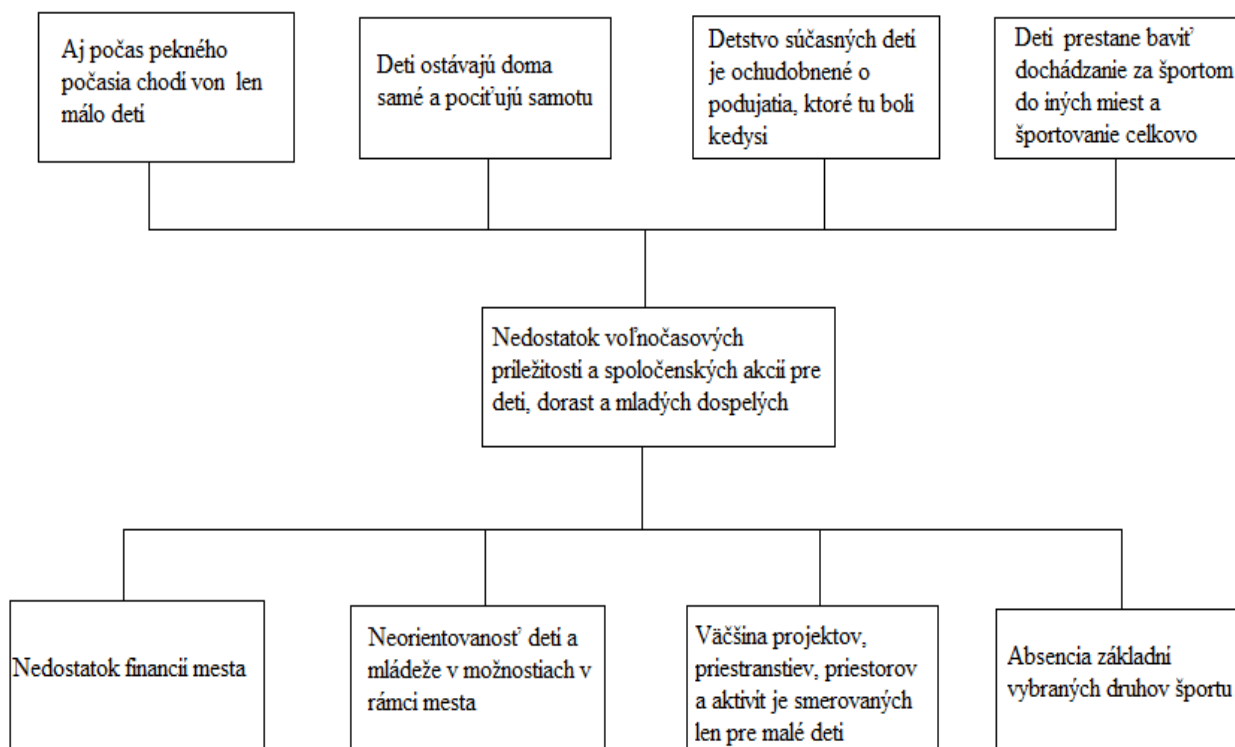 Aj počas pekného
počasia chodí von len
málo detí
Deti ostávajú doma
samé a pociťujú samotu
Detstvo súčasných detí
je ochudobnené o
podujatia, ktoré tu boli
kedysi
Deti prestane baviť
dochádzanie za športom
do iných miest a
športovanie celkovo
Nedostatok voľnočasových
príležitostí a spoločenských akcií pre
deti, dorast a mladých dospelých
Nedostatok financií mesta
Neorientovanosť detí a
mládeže v možnostiach v
rámci mesta
Väčšina projektov,
priestranstiev, priestorov
a aktivít je smerovaných
len pre malé deti
Absencia základní
vybraných druhov športu